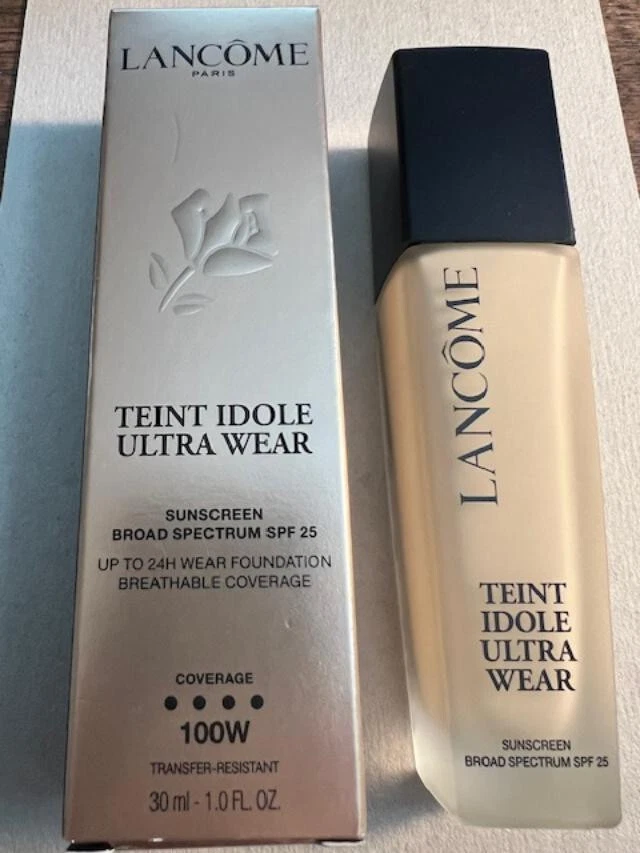 LANCÔME
PARIS
TEINT IDOLE
ULTRA WEAR
SUNSCREEN
BROAD SPECTRUM SPF 25
UP TO 24H WEAR FOUNDATION
BREATHABLE COVERAGE
COVERAGE
100W
TRANSFER-RESISTANT
30 ml - 1.0 FL. OZ.
LANCÔME
TEINT
IDOLE
ULTRA
WEAR
SUNSCREEN
BROAD SPECTRUM SPF 25